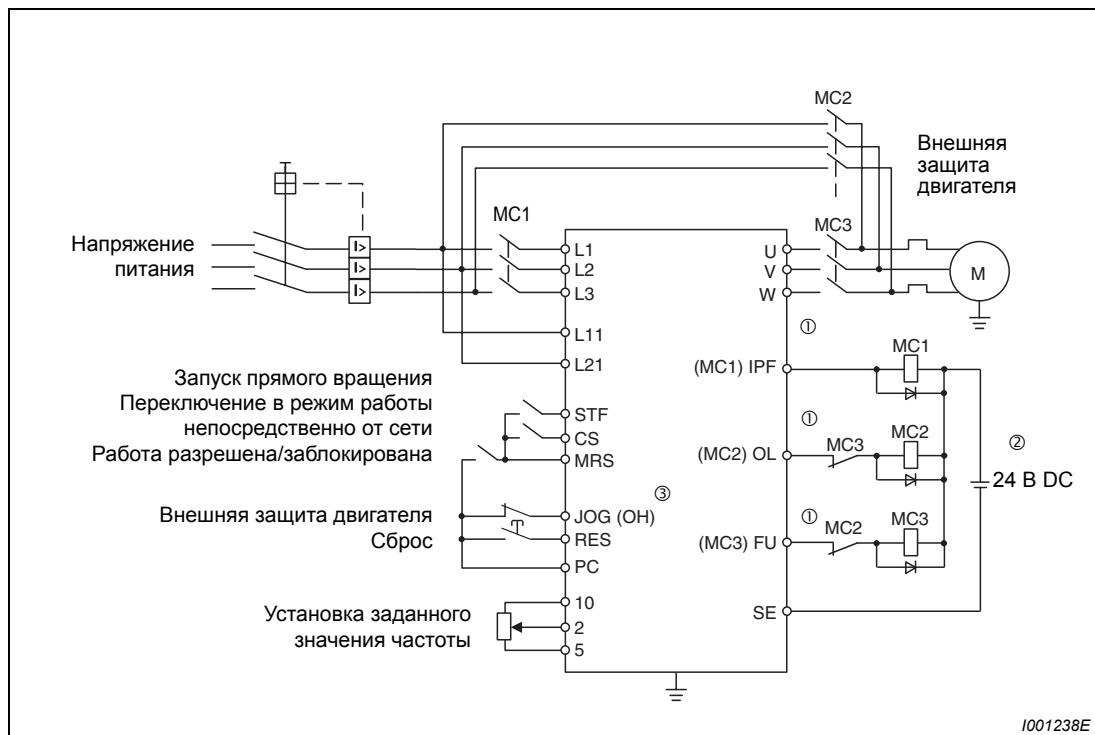 MC2
Внешняя
защита
двигателя
MC1
MC3
Напряжение
питания
I>
I>
I>
L1
L2
L3
L11
L21
U
V
W
M
①
(MC1) IPF
MC1
Запуск прямого вращения
Переключение в режим работы
непосредственно от сети
Работа разрешена/заблокирована
STF
CS
MRS
①
(MC2) OL
MC3
MC2
②
24 В DC
Внешняя защита двигателя
Сброс
③
JOG (OH)
RES
PC
①
(MC3) FU
MC2
MC3
Установка заданного
значения частоты
10
2
5
SE
I001238E